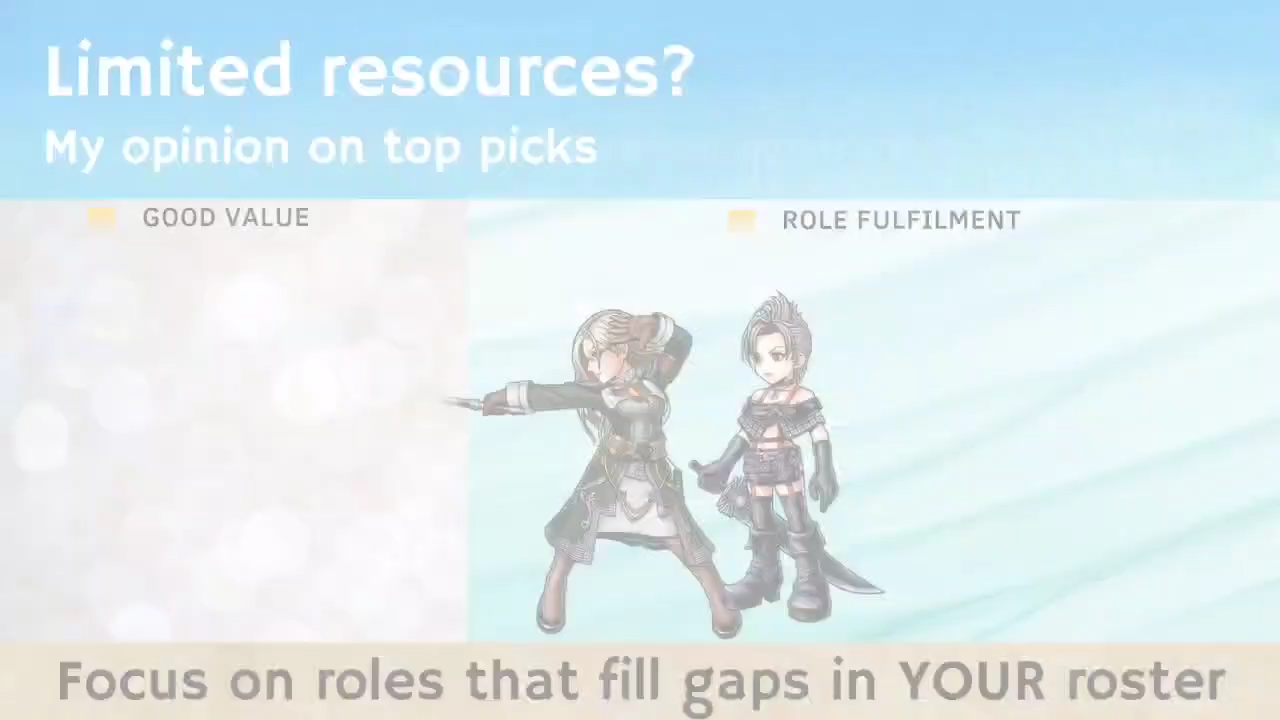 Limited resources?
My opinion on top picks
GOOD VALUE
ROLE FULFILMENT
Focus on roles that fill gaps in YOUR roster